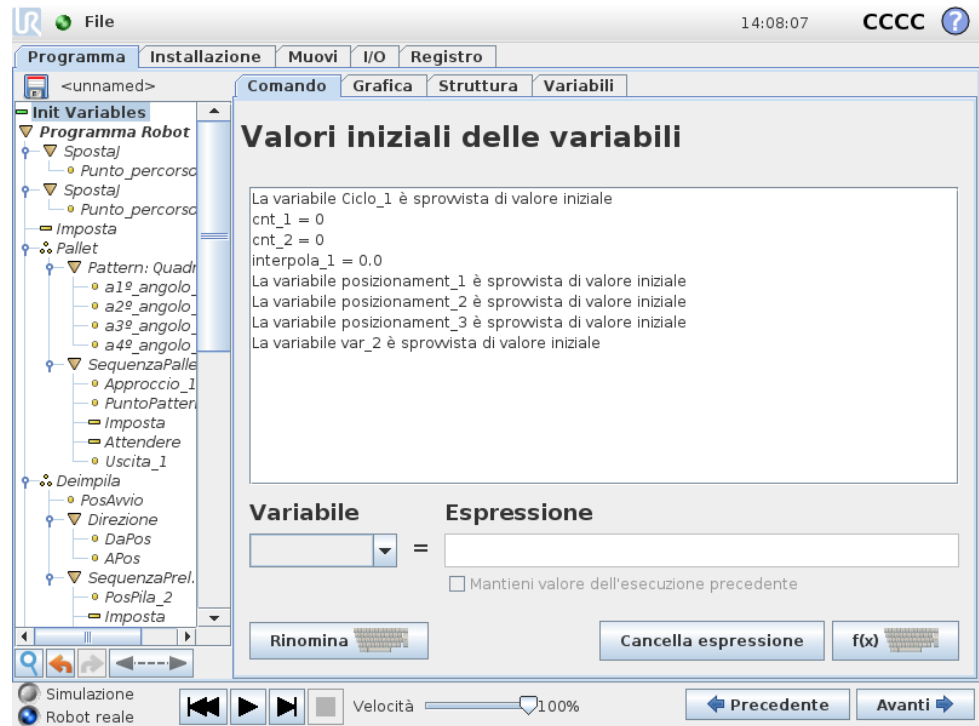 UR File 14:08:07 CCCC ?
Programma Installazione Muovi I/O Registro
<unnamed>
Comando Grafica Struttura Variabili
Init Variables
Programma Robot
SpostaJ
Punto_percorso
SpostaJ
Punto_percorso
Imposta
Pallet
Pattern: Quadr
a1º_angolo_
a2º_angolo_
a3º_angolo_
a4º_angolo_
SequenzaPalle
Approccio_1
PuntoPatter
Imposta
Attendere
Uscita_1
Deimpila
PosAvvio
Direzione
DaPos
APos
SequenzaPrel.
PosPila_2
Imposta
Valori iniziali delle variabili
La variabile Ciclo_1 è sprovvista di valore iniziale
cnt_1 = 0
cnt_2 = 0
interpola_1 = 0.0
La variabile posizionament_1 è sprovvista di valore iniziale
La variabile posizionament_2 è sprovvista di valore iniziale
La variabile posizionament_3 è sprovvista di valore iniziale
La variabile var_2 è sprovvista di valore iniziale
Variabile Espressione
=
Mantieni valore dell'esecuzione precedente
Rinomina Cancella espressione f(x)
Simulazione
Robot reale
Velocità 100% Precedente Avanti